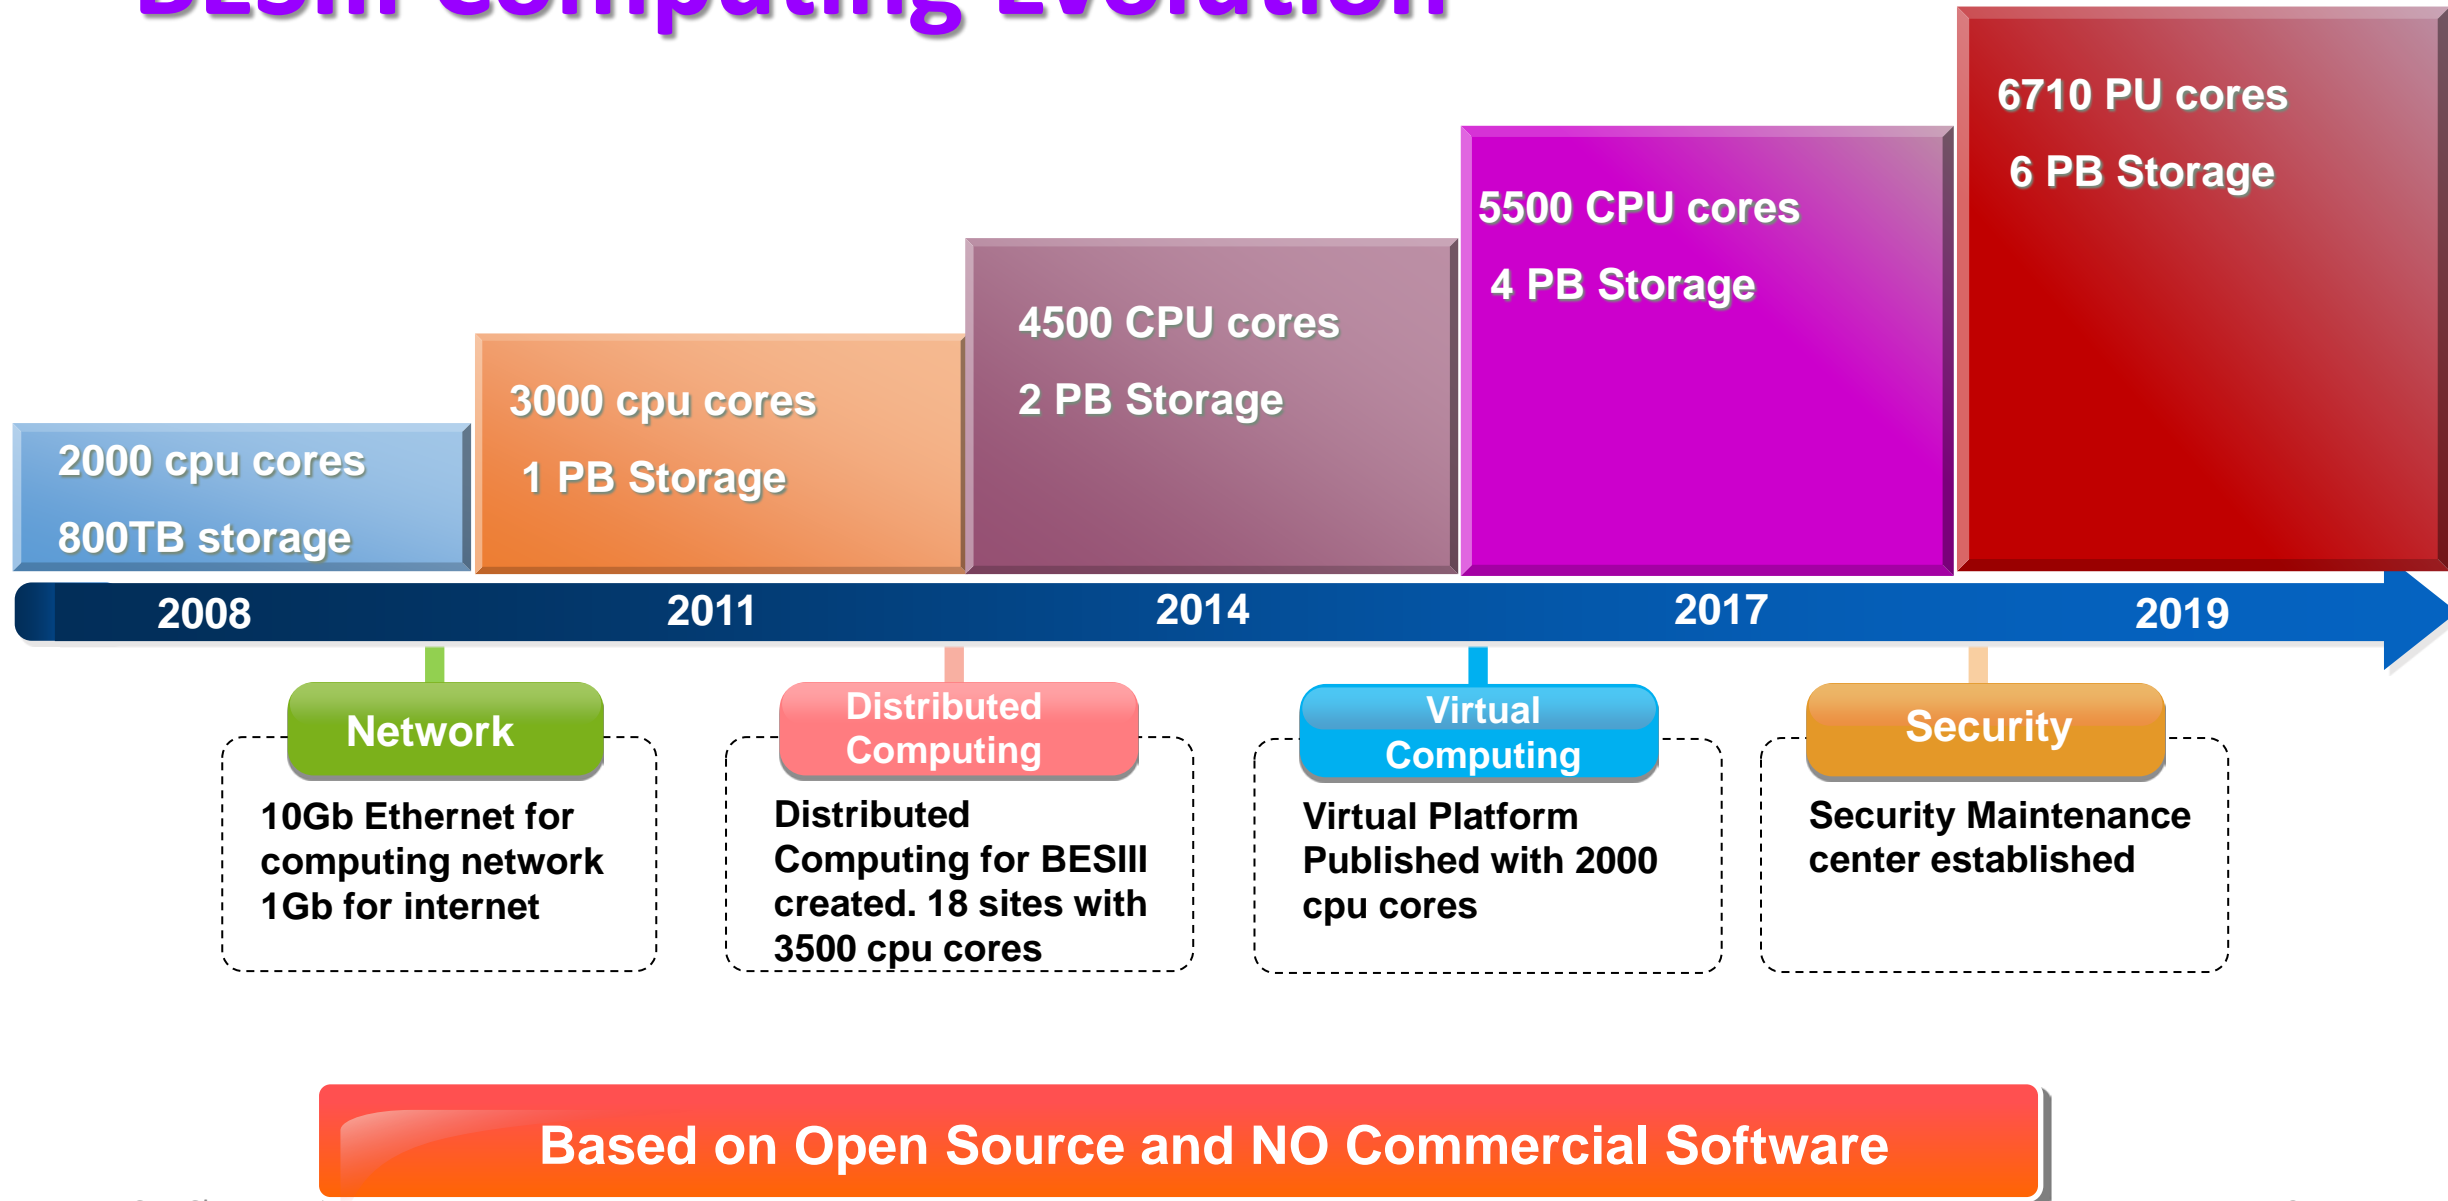 BESIII Computing Evolution
6710 PU cores
6 PB Storage
5500 CPU cores
4 PB Storage
4500 CPU cores
2 PB Storage
3000 cpu cores
1 PB Storage
2000 cpu cores
800TB storage
2008
2011
2014
2017
2019
Network
10Gb Ethernet for
computing network
1Gb for internet
Distributed
Computing
Distributed
Computing for BESIII
created. 18 sites with
3500 cpu cores
Virtual
Computing
Virtual Platform
Published with 2000
cpu cores
Security
Security Maintenance
center established
Based on Open Source and NO Commercial Software